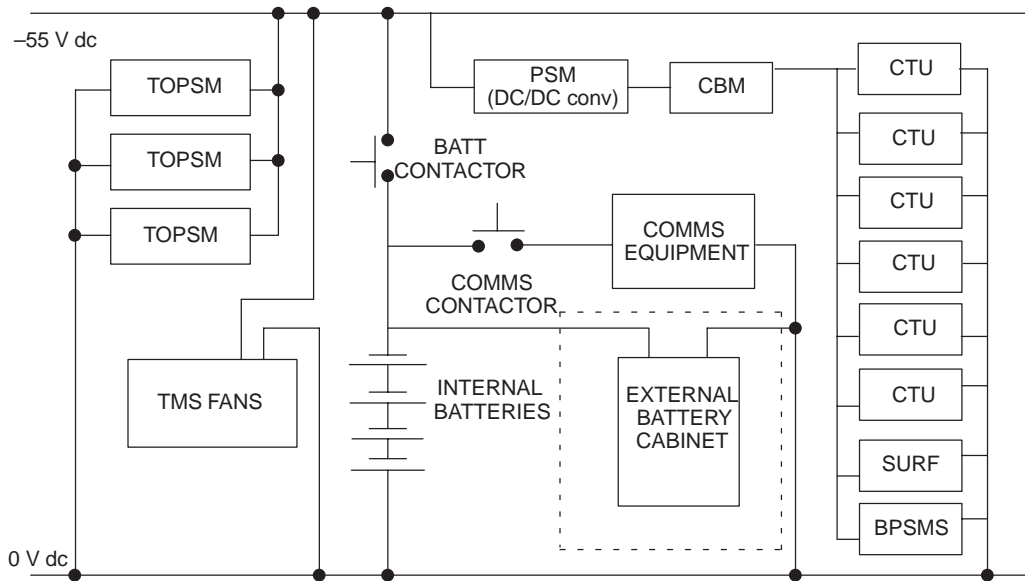 –55 V dc
TOPSM
TOPSM
TOPSM
TMS FANS
0 V dc
BATT
CONTACTOR
COMMS
CONTACTOR
INTERNAL
BATTERIES
PSM
(DC/DC conv)
CBM
COMMS
EQUIPMENT
EXTERNAL
BATTERY
CABINET
CTU
CTU
CTU
CTU
CTU
CTU
SURF
BPSMS